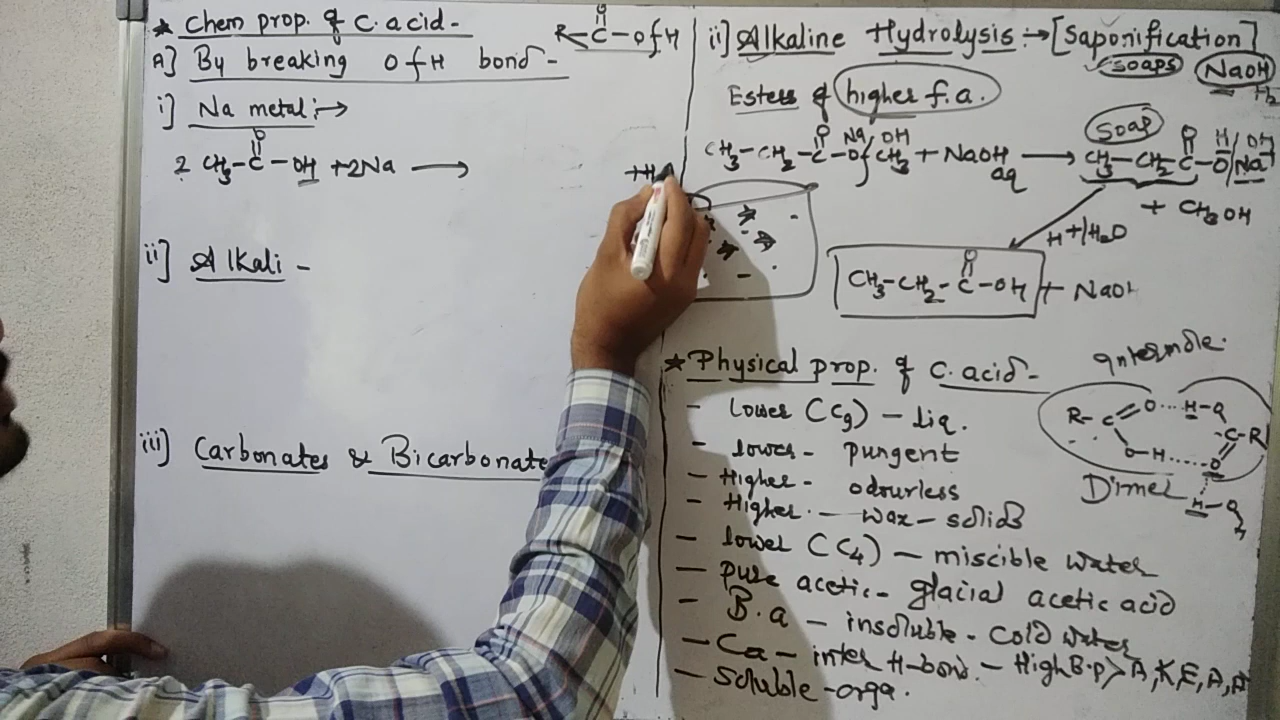 ★ Chem prop. of C. acid -
O
R-C-O-H
A] By breaking O-H bond -
i] Na metal :→
O
2 CH3-C-OH +2Na →
+H
ii] Alkali -
iii] Carbonates & Bicarbonate
ii] Alkaline Hydrolysis :→ [Saponification]
soaps NaOH
H2
Esters of higher f.a.
soap
O Na/OH O H/OH
CH3-CH2-C-O CH3 + NaOH aq → CH3-CH2-C-O/Na+
+ CH3OH
H+/H2O
O
CH3-CH2-C-OH + NaOH
★ Physical prop. of C. acid -
- lower (C9) - liq.
- lower - pungent
- Higher - odourless
- Higher - wax - solids
- lower (C4) - miscible water
- pure acetic - glacial acetic acid
- B.a - insoluble - cold water
- Ca - inter H-bond - High B.p > A,K,E,A,A
- Soluble - orga.
Intermole.
R-C O H-O
C-R
O-H O
Dimer H-O